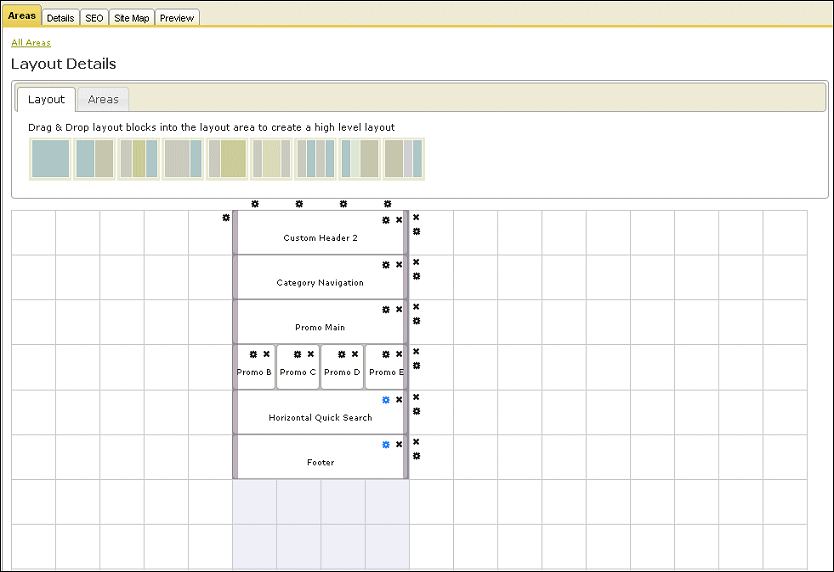 Areas Details SEO Site Map Preview
All Areas
Layout Details
Layout Areas
Drag & Drop layout blocks into the layout area to create a high level layout
Custom Header 2
Category Navigation
Promo Main
Promo B Promo C Promo D Promo E
Horizontal Quick Search
Footer